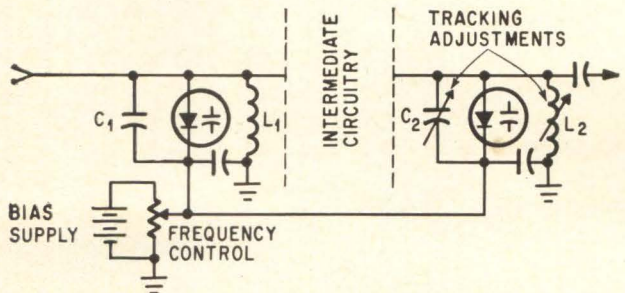 TRACKING
ADJUSTMENTS
INTERMEDIATE
CIRCUITRY
C1
L1
C2
L2
BIAS
SUPPLY
FREQUENCY
CONTROL